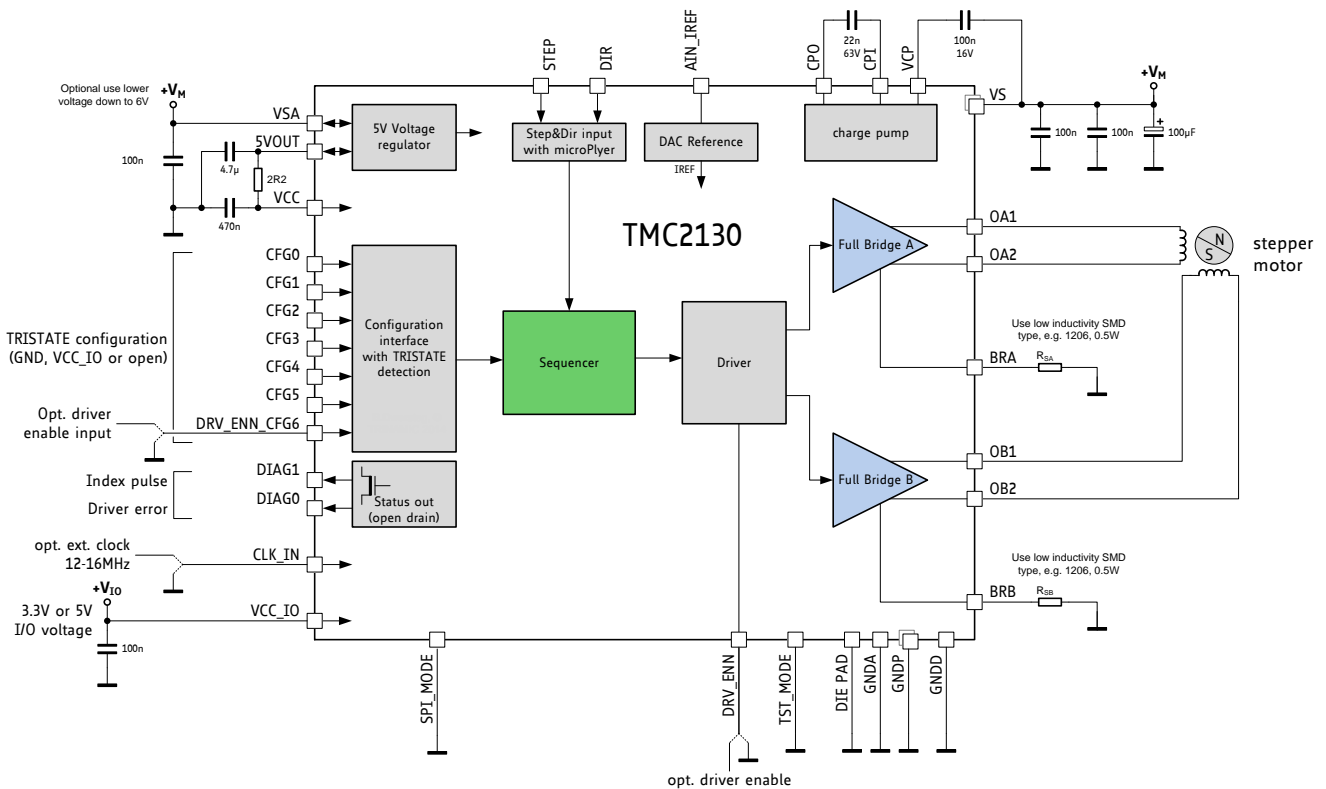 STEP
DIR
AIN_IREF
CPO
22n
63V
CPI
VCP
100n
16V
Optional use lower
voltage down to 6V
+VM
VSA
5VOUT
100n
4.7µ
2R2
VCC
470n
5V Voltage
regulator
Step&Dir input
with microPlyer
DAC Reference
IREF
charge pump
VS
+VM
100n
100n
+
100µF
TMC2130
CFG0
CFG1
CFG2
CFG3
CFG4
CFG5
DRV_ENN_CFG6
TRISTATE configuration
(GND, VCC_IO or open)
Opt. driver
enable input
Configuration
interface
with TRISTATE
detection
Sequencer
Driver
Full Bridge A
Full Bridge B
OA1
OA2
N
S
stepper
motor
Use low inductivity SMD
type, e.g. 1206, 0.5W
BRA
RSA
OB1
OB2
Use low inductivity SMD
type, e.g. 1206, 0.5W
BRB
RSB
Index pulse
Driver error
DIAG1
DIAG0
Status out
(open drain)
opt. ext. clock
12-16MHz
CLK_IN
+VIO
3.3V or 5V
I/O voltage
VCC_IO
100n
SPI_MODE
DRV_ENN
TST_MODE
DIE PAD
GNDA
GNDP
GNDD
opt. driver enable